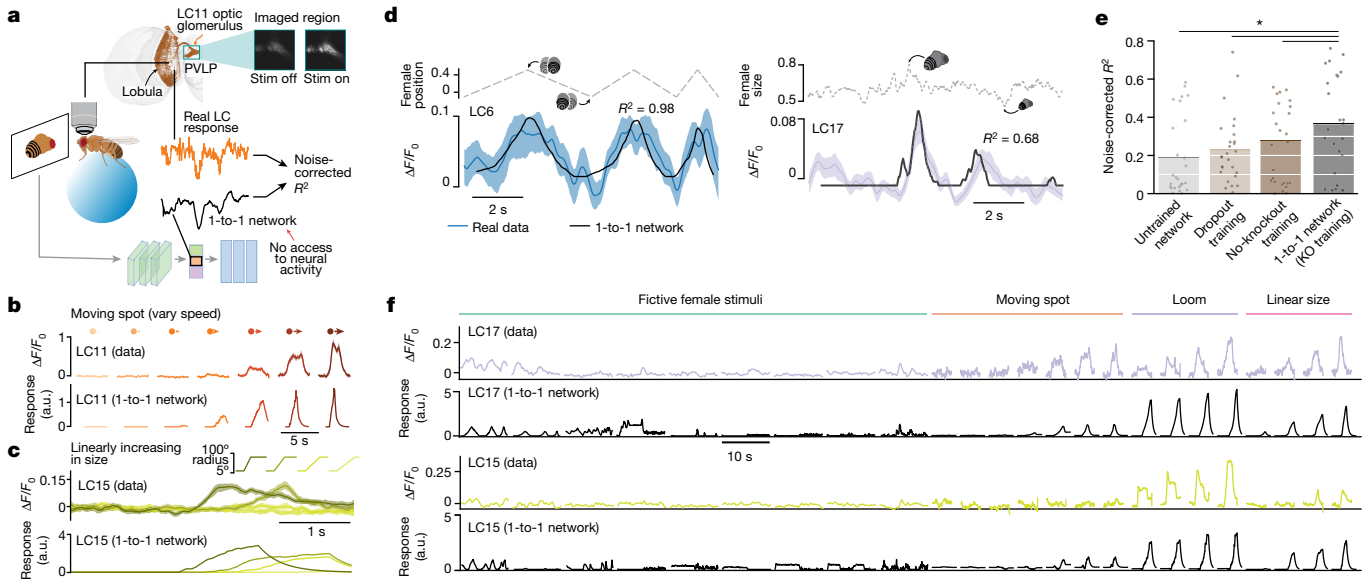 a
LC11 optic
glomerulus
Imaged region
PVLP
Stim off
Stim on
Lobula
Real LC
response
Noise-
corrected
R²
1-to-1 network
No access
to neural
activity
b
Moving spot (vary speed)
1
ΔF/F₀
0
LC11 (data)
1
Response
(a.u.)
0
LC11 (1-to-1 network)
5 s
c
Linearly increasing
in size
100°
radius
5°
0.15
ΔF/F₀
0
LC15 (data)
1 s
4
Response
(a.u.)
0
LC15 (1-to-1 network)
d
Female
position
0.4
0
0.1
ΔF/F₀
0
LC6
R² = 0.98
2 s
Real data
1-to-1 network
Female
size
0.8
0.5
0.08
ΔF/F₀
0
LC17
R² = 0.68
2 s
e
*
Noise-corrected R²
0.8
0.6
0.4
0.2
0
Untrained
network
Dropout
training
No-knockout
training
1-to-1 network
(KO training)
f
Fictive female stimuli
Moving spot
Loom
Linear size
LC17 (data)
ΔF/F₀
0.2
0
LC17 (1-to-1 network)
Response
(a.u.)
5
0
10 s
LC15 (data)
ΔF/F₀
0.25
0
LC15 (1-to-1 network)
Response
(a.u.)
5
0